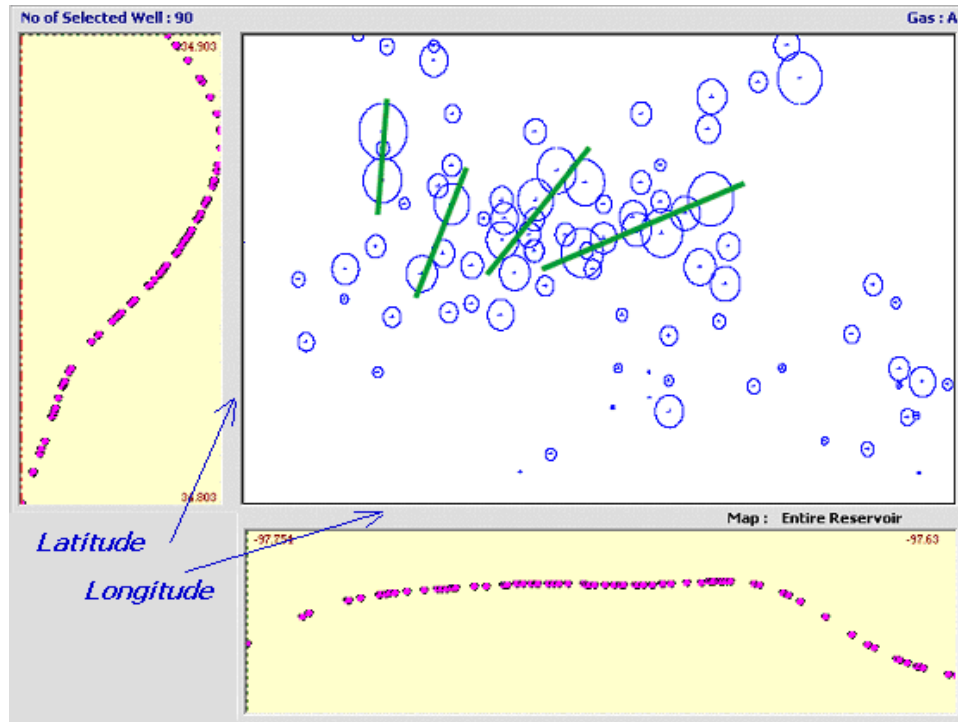 No of Selected Well : 90
Gas : A
34.903
34.803
Map : Entire Reservoir
Latitude
Longitude
-97.754
-97.63